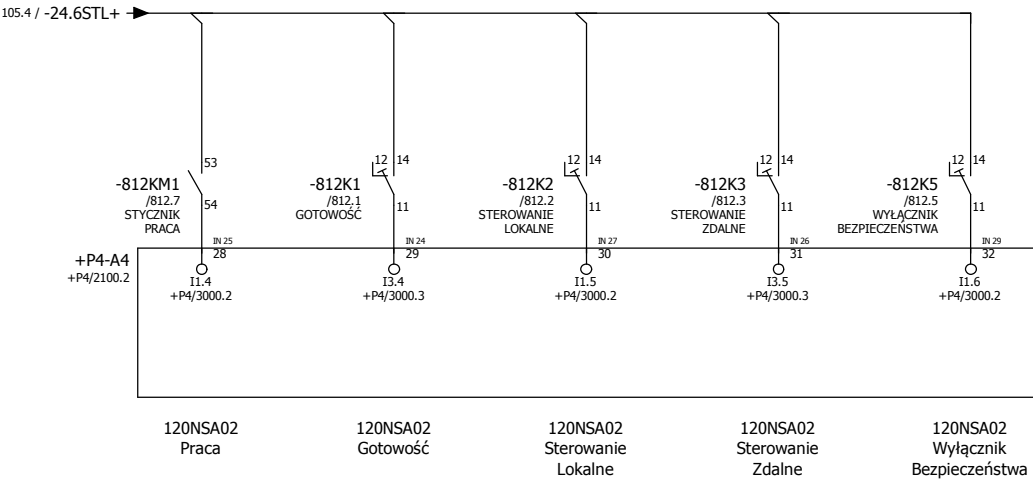 105.4 / -24.6STL+
53
-812KM1
/812.7
STYCZNIK
PRACA
54
12 14
-812K1
/812.1
GOTOWOŚĆ
11
12 14
-812K2
/812.2
STEROWANIE
LOKALNE
11
12 14
-812K3
/812.3
STEROWANIE
ZDALNE
11
12 14
-812K5
/812.5
WYŁĄCZNIK
BEZPIECZEŃSTWA
11
+P4-A4
+P4/2100.2
IN 25
28
I1.4
+P4/3000.2
IN 24
29
I3.4
+P4/3000.3
IN 27
30
I1.5
+P4/3000.2
IN 26
31
I3.5
+P4/3000.3
IN 29
32
I1.6
+P4/3000.2
120NSA02
Praca
120NSA02
Gotowość
120NSA02
Sterowanie
Lokalne
120NSA02
Sterowanie
Zdalne
120NSA02
Wyłącznik
Bezpieczeństwa